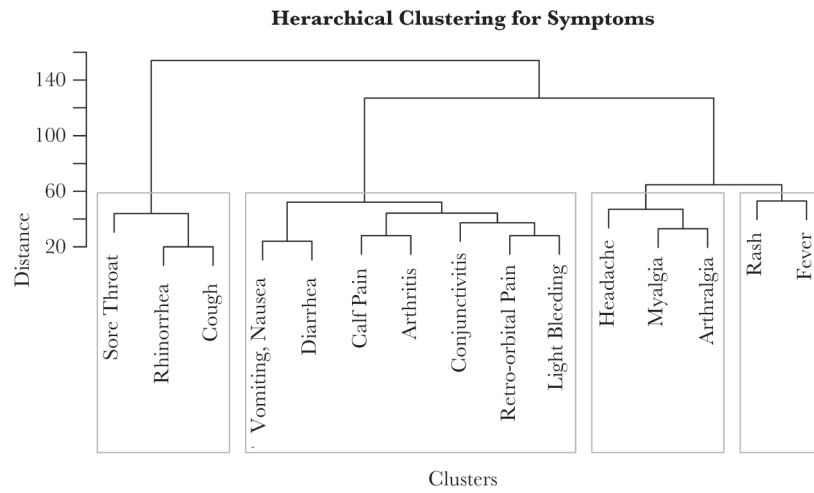 Herarchical Clustering for Symptoms
140
100
60
20
Distance
Sore Throat
Rhinorrhea
Cough
Vomiting, Nausea
Diarrhea
Calf Pain
Arthritis
Conjunctivitis
Retro-orbital Pain
Light Bleeding
Headache
Myalgia
Arthralgia
Rash
Fever
Clusters